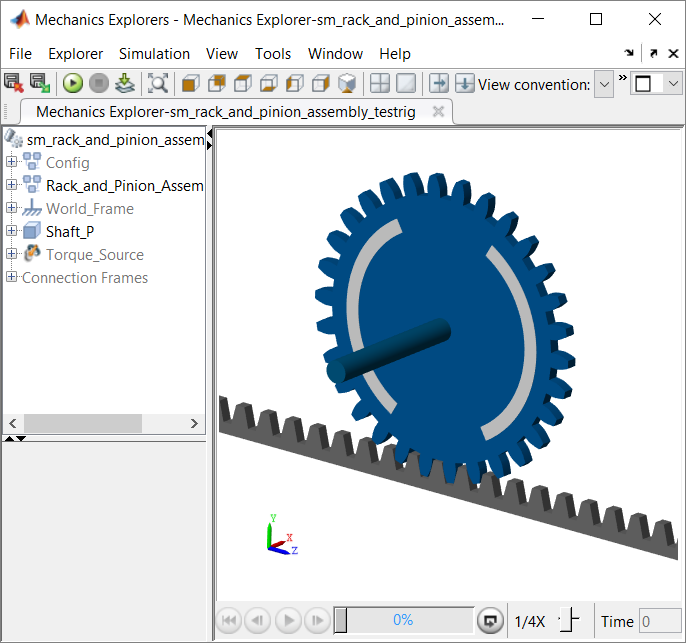 Mechanics Explorers - Mechanics Explorer-sm_rack_and_pinion_assem...
File Explorer Simulation View Tools Window Help
View convention: »
Mechanics Explorer-sm_rack_and_pinion_assembly_testrig
sm_rack_and_pinion_assem
Config
Rack_and_Pinion_Assem
World_Frame
Shaft_P
Torque_Source
Connection Frames
Y
X
Z
0% 1/4X Time 0